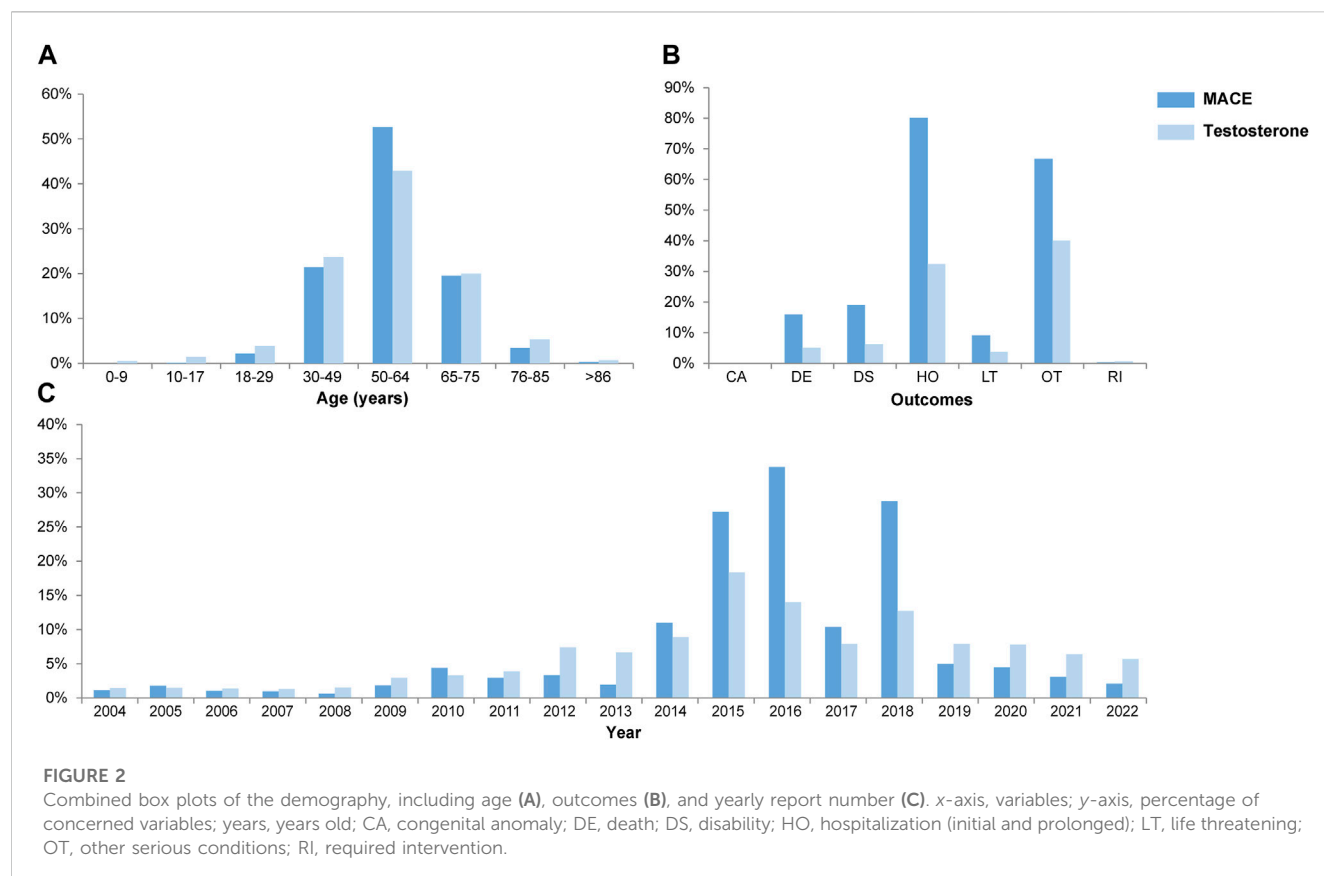 A
60%
50%
40%
30%
20%
10%
0%
0-9 10-17 18-29 30-49 50-64 65-75 76-85 >86
Age (years)
B
90%
80%
70%
60%
50%
40%
30%
20%
10%
0%
CA DE DS HO LT OT RI
Outcomes
MACE
Testosterone
C
40%
35%
30%
25%
20%
15%
10%
5%
0%
2004 2005 2006 2007 2008 2009 2010 2011 2012 2013 2014 2015 2016 2017 2018 2019 2020 2021 2022
Year
FIGURE 2
Combined box plots of the demography, including age (A), outcomes (B), and yearly report number (C). x-axis, variables; y-axis, percentage of
concerned variables; years, years old; CA, congenital anomaly; DE, death; DS, disability; HO, hospitalization (initial and prolonged); LT, life threatening;
OT, other serious conditions; RI, required intervention.